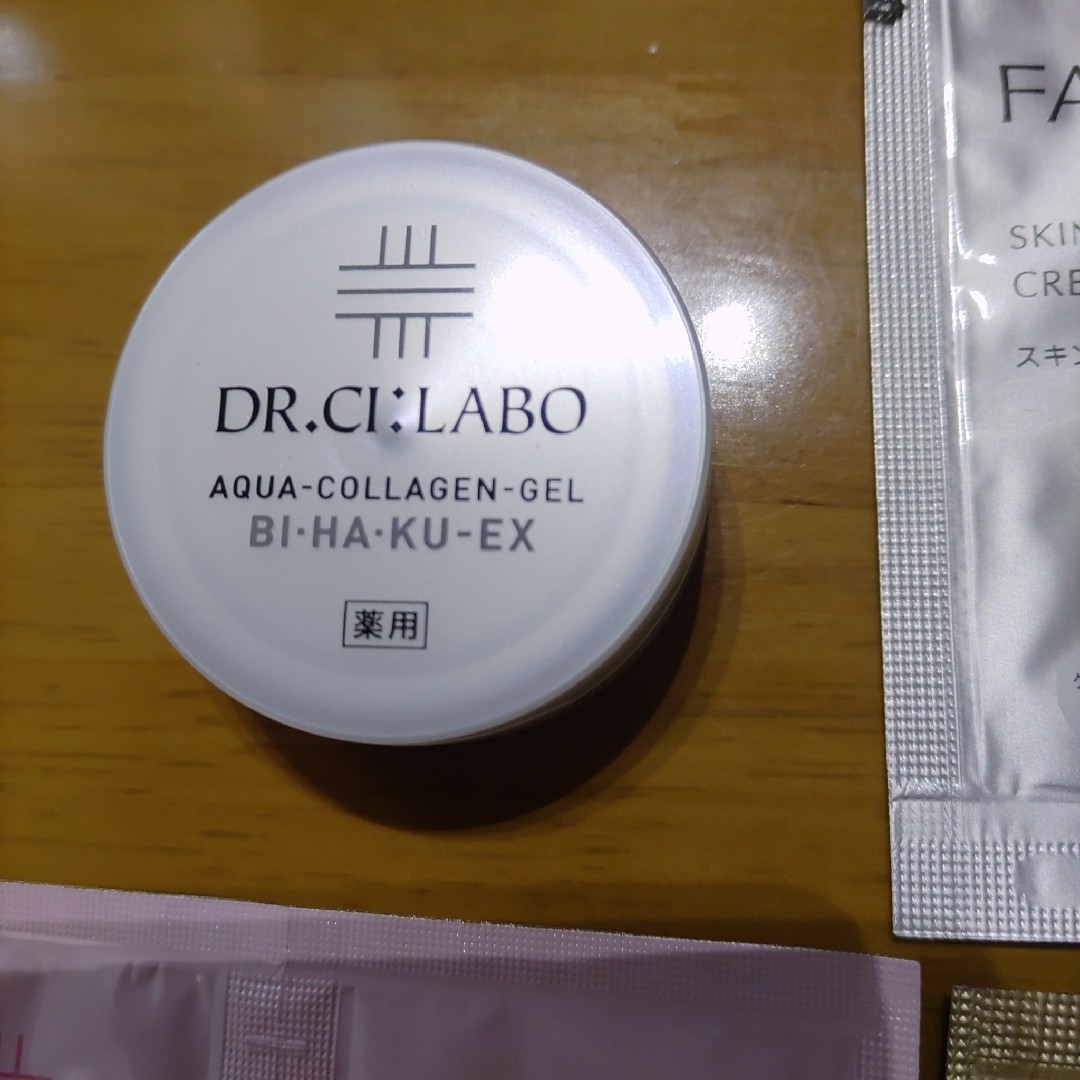 DR.CI:LABO
AQUA-COLLAGEN-GEL
BI·HA·KU-EX
薬用
FA
SKIN
CRE
スキン